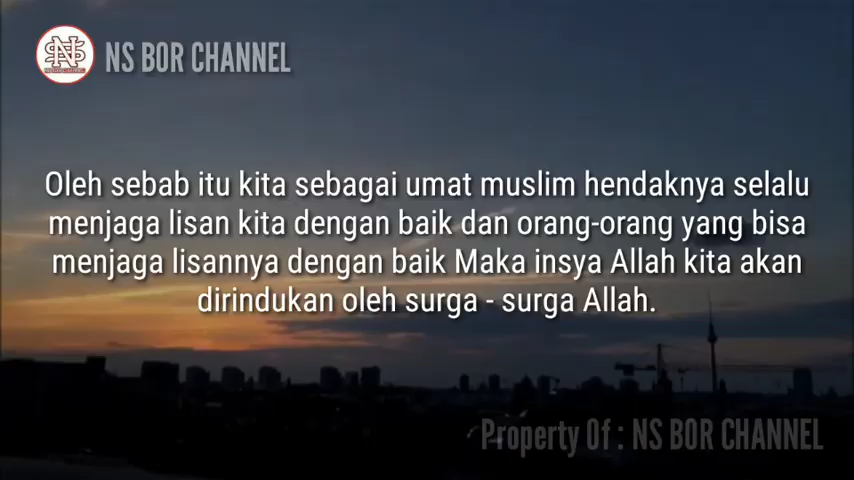 NS BOR CHANNEL
Oleh sebab itu kita sebagai umat muslim hendaknya selalu
menjaga lisan kita dengan baik dan orang-orang yang bisa
menjaga lisannya dengan baik Maka insya Allah kita akan
dirindukan oleh surga - surga Allah.
Property Of : NS BOR CHANNEL